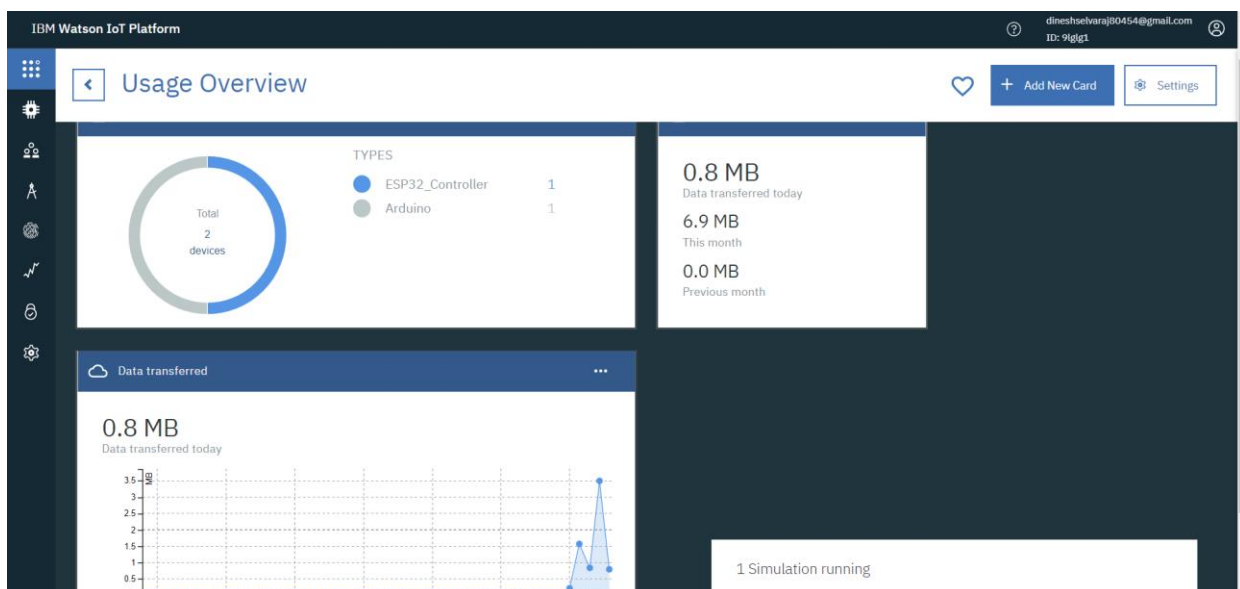 IBM Watson IoT Platform
dineshselvaraj80454@gmail.com
ID: 9lglg1
Usage Overview
+ Add New Card
Settings
TYPES
ESP32_Controller 1
Arduino 1
Total
2
devices
0.8 MB
Data transferred today
6.9 MB
This month
0.0 MB
Previous month
Data transferred
0.8 MB
Data transferred today
MB
3.5
3
2.5
2
1.5
1
0.5
1 Simulation running